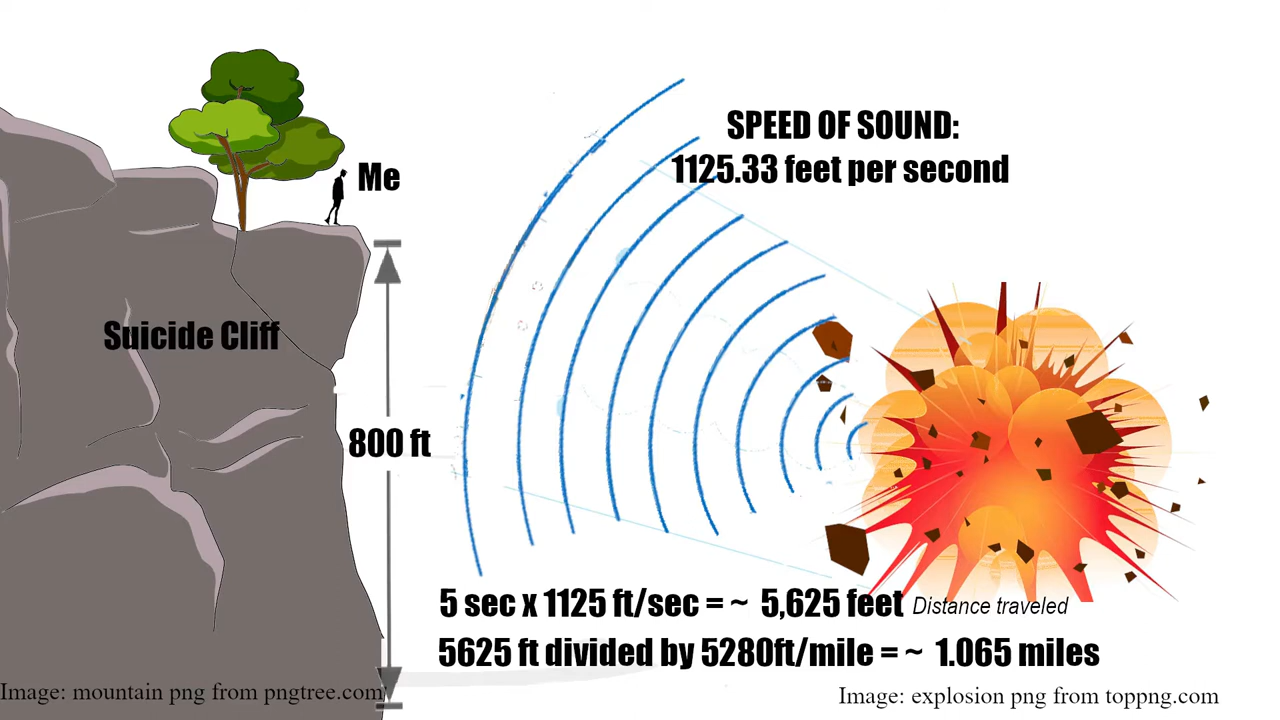 SPEED OF SOUND:
1125.33 feet per second
Me
Suicide Cliff
800 ft
5 sec x 1125 ft/sec = ~ 5,625 feet Distance traveled
5625 ft divided by 5280ft/mile = ~ 1.065 miles
Image: mountain png from pngtree.com
Image: explosion png from toppng.com